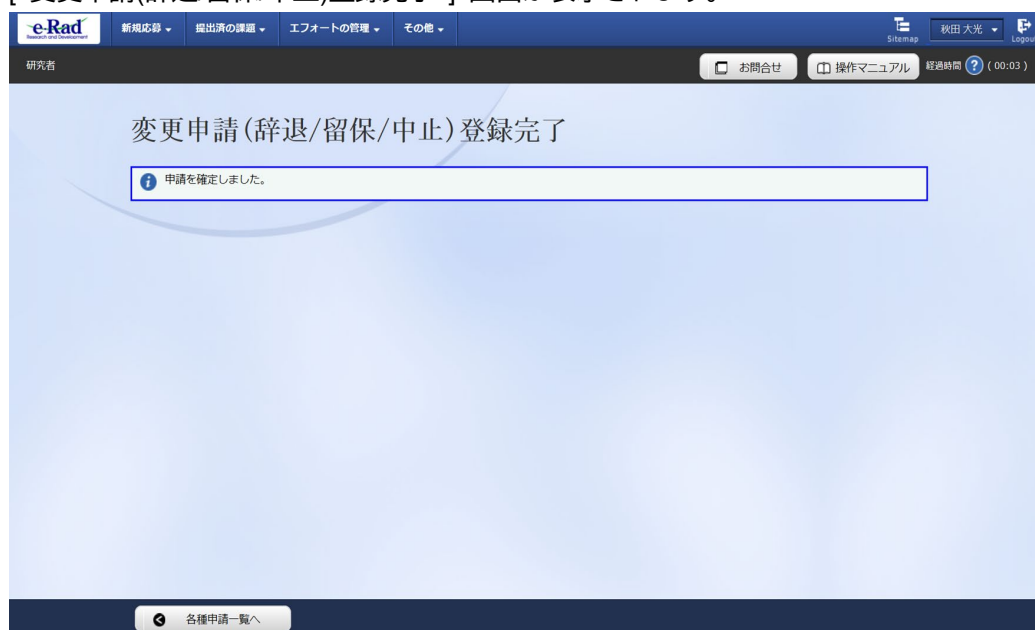 e-Rad
Research and Development
新規応募
提出済の課題
エフォートの管理
その他
Sitemap
秋田 大光
研究者
お問合せ
操作マニュアル
経過時間 ? ( 00:03 )
変更申請(辞退/留保/中止)登録完了
申請を確定しました。
各種申請一覧へ